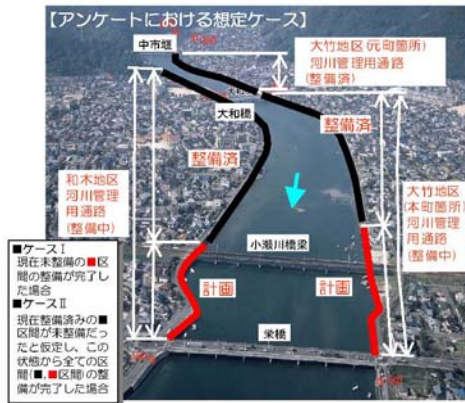 【アンケートにおける想定ケース】
中市堰
大竹地区(元町箇所)
河川管理用通路
(整備済)
大和橋
整備済
整備済
和木地区
河川管理
用通路
(整備中)
大竹地区
(本町箇所)
河川管理
用通路
(整備中)
小瀬川橋梁
計画
計画
栄橋
■ケースⅠ
現在未整備の■区
間の整備が完了し
た場合
■ケースⅡ
現在整備済みの■
区間が未整備だっ
たと仮定し、この
状態から全ての区
間(■,■区間)の整
備が完了した場合